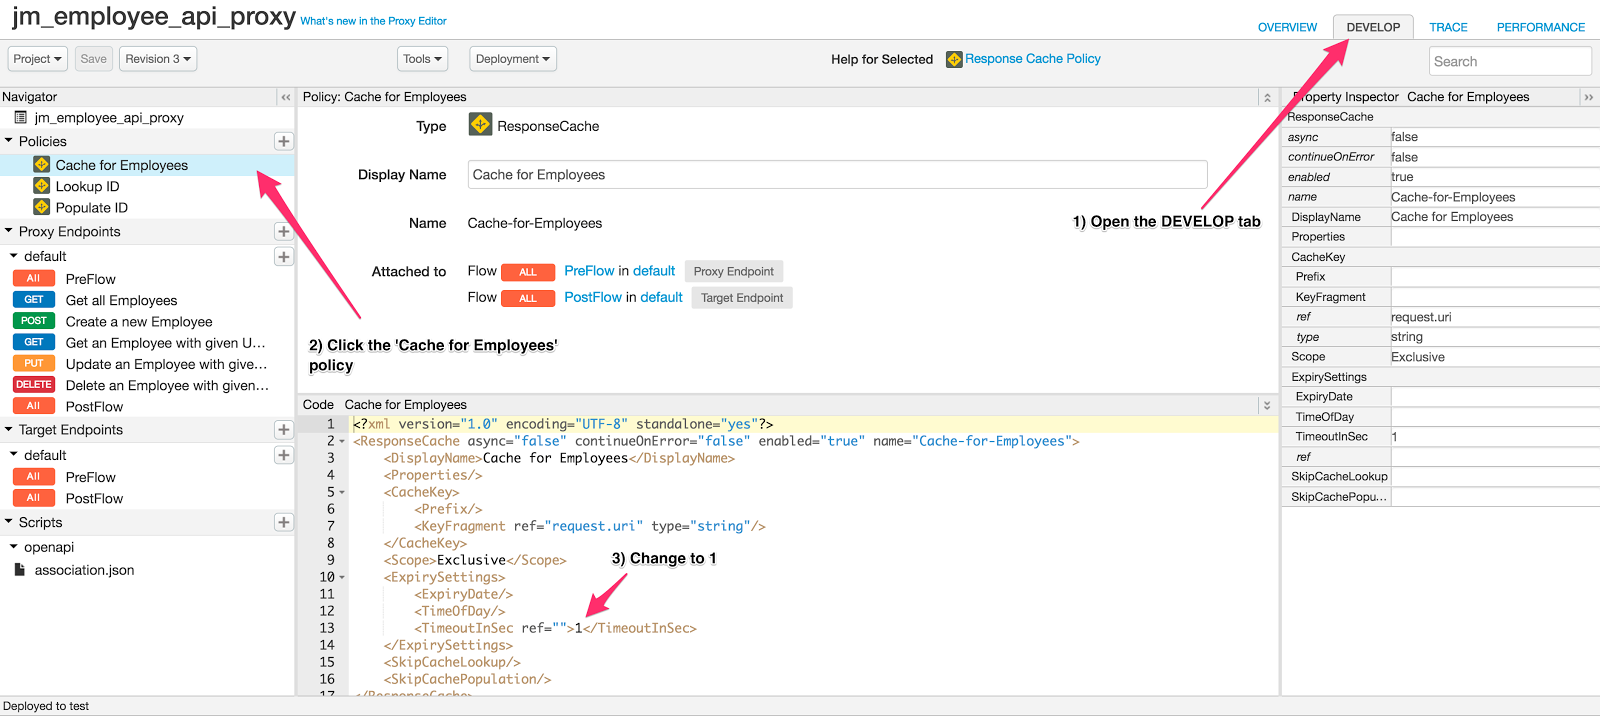 jm_employee_api_proxy What's new in the Proxy Editor
OVERVIEW DEVELOP TRACE PERFORMANCE
Project Save Revision 3 Tools Deployment Help for Selected Response Cache Policy Search
Navigator
jm_employee_api_proxy
Policies
Cache for Employees
Lookup ID
Populate ID
Proxy Endpoints
default
All PreFlow
GET Get all Employees
POST Create a new Employee
GET Get an Employee with given U...
PUT Update an Employee with give...
DELETE Delete an Employee with given...
All PostFlow
Target Endpoints
default
All PreFlow
All PostFlow
Scripts
openapi
association.json
Policy: Cache for Employees
Type ResponseCache
Display Name Cache for Employees
Name Cache-for-Employees
Attached to Flow ALL PreFlow in default Proxy Endpoint
Flow ALL PostFlow in default Target Endpoint
1) Open the DEVELOP tab
2) Click the 'Cache for Employees'
policy
Code Cache for Employees
1 <?xml version="1.0" encoding="UTF-8" standalone="yes"?>
2 <ResponseCache async="false" continueOnError="false" enabled="true" name="Cache-for-Employees">
3 <DisplayName>Cache for Employees</DisplayName>
4 <Properties/>
5 <CacheKey>
6 <Prefix/>
7 <KeyFragment ref="request.uri" type="string"/>
8 </CacheKey>
9 <Scope>Exclusive</Scope>
3) Change to 1
10 <ExpirySettings>
11 <ExpiryDate/>
12 <TimeOfDay/>
13 <TimeoutInSec ref="">1</TimeoutInSec>
14 </ExpirySettings>
15 <SkipCacheLookup/>
16 <SkipCachePopulation/>
17 </ResponseCache>
Property Inspector Cache for Employees
ResponseCache
async false
continueOnError false
enabled true
name Cache-for-Employees
DisplayName Cache for Employees
Properties
CacheKey
Prefix
KeyFragment
ref request.uri
type string
Scope Exclusive
ExpirySettings
ExpiryDate
TimeOfDay
TimeoutInSec 1
ref
SkipCacheLookup
SkipCachePopu...
Deployed to test